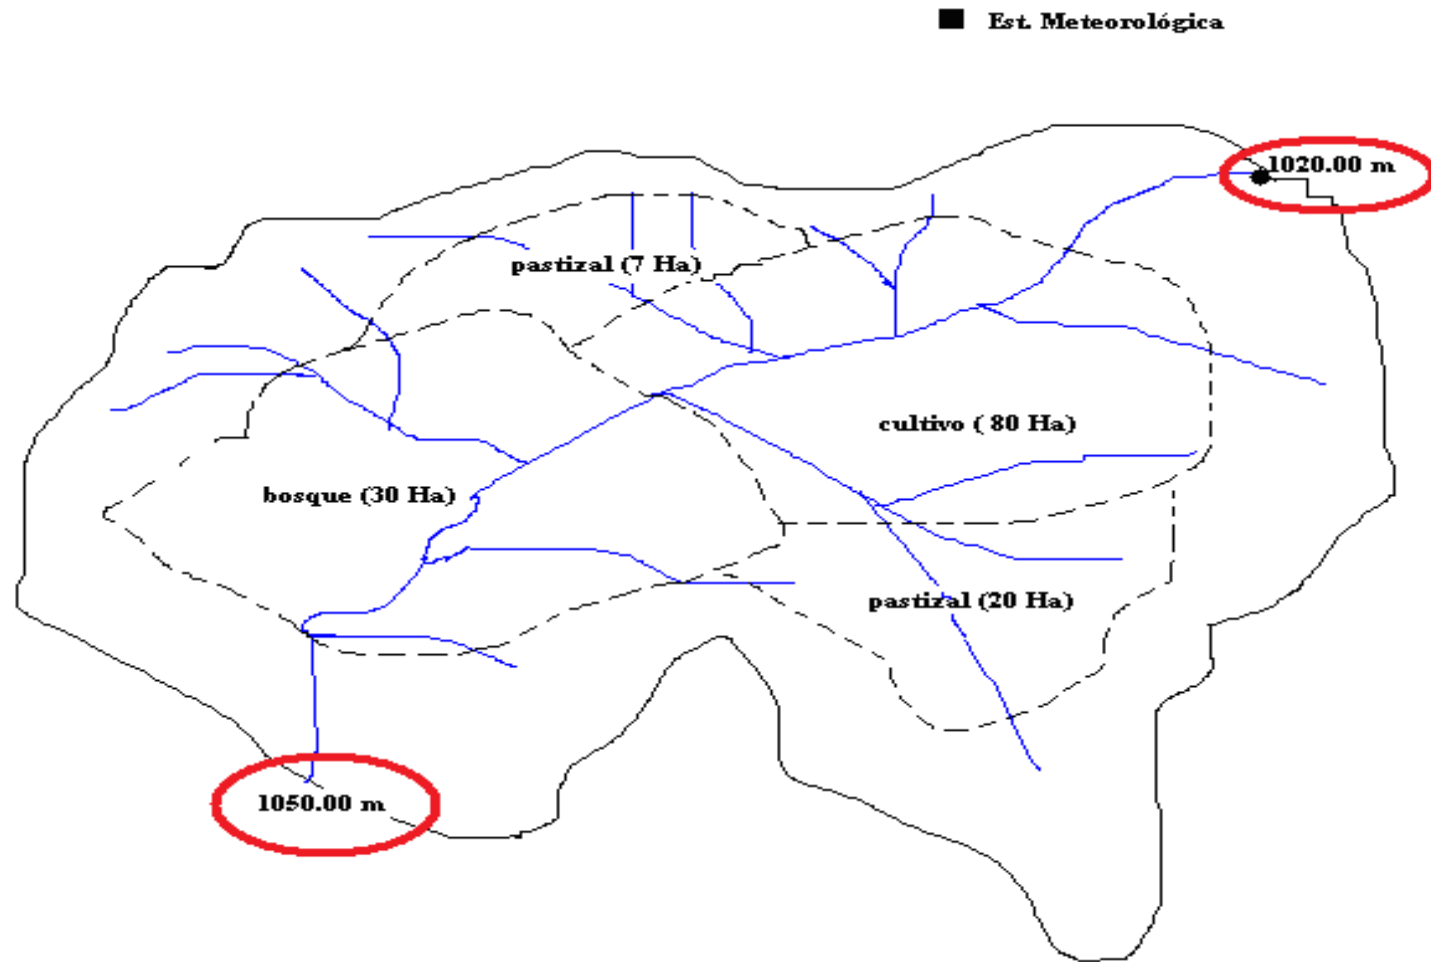 Est. Meteorológica
1020.00 m
pastizal (7 Ha)
cultivo ( 80 Ha)
bosque (30 Ha)
pastizal (20 Ha)
1050.00 m